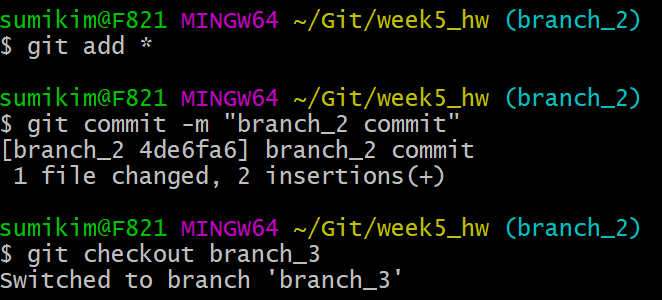 sumikim@F821 MINGW64 ~/Git/week5_hw (branch_2)
$ git add *
sumikim@F821 MINGW64 ~/Git/week5_hw (branch_2)
$ git commit -m "branch_2 commit"
[branch_2 4de6fa6] branch_2 commit
 1 file changed, 2 insertions(+)
sumikim@F821 MINGW64 ~/Git/week5_hw (branch_2)
$ git checkout branch_3
Switched to branch 'branch_3'